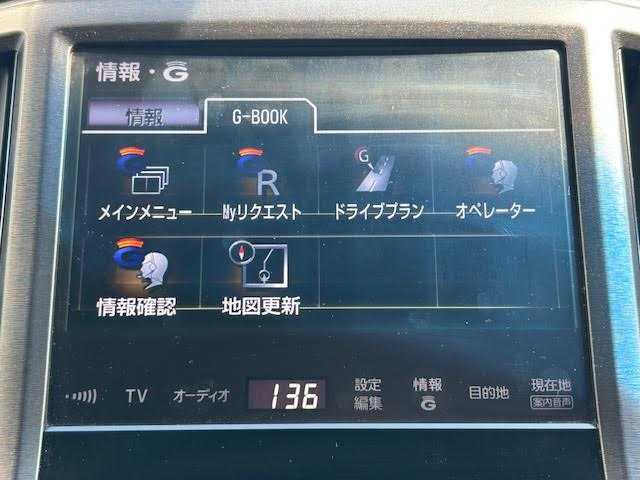 情報・G
情報 G-BOOK
メインメニュー Myリクエスト ドライブプラン オペレーター
情報確認 地図更新
TV オーディオ 136 設定編集 情報G 目的地 現在地
案内音声